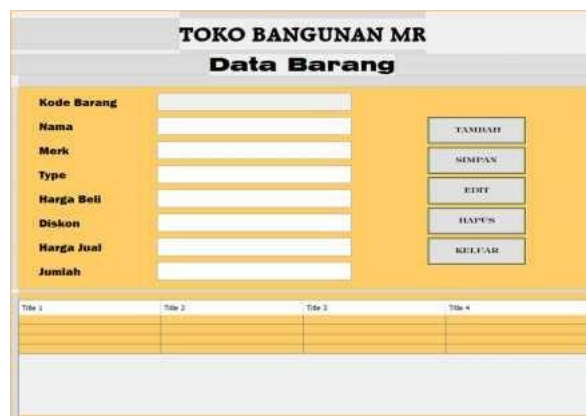 TOKO BANGUNAN MR
Data Barang
Kode Barang
Nama
Merk
Type
Harga Beli
Diskon
Harga Jual
Jumlah
TAMBAH
SIMPAN
EDIT
HAPUS
KELUAR
Title 1 Title 2 Title 3 Title 4